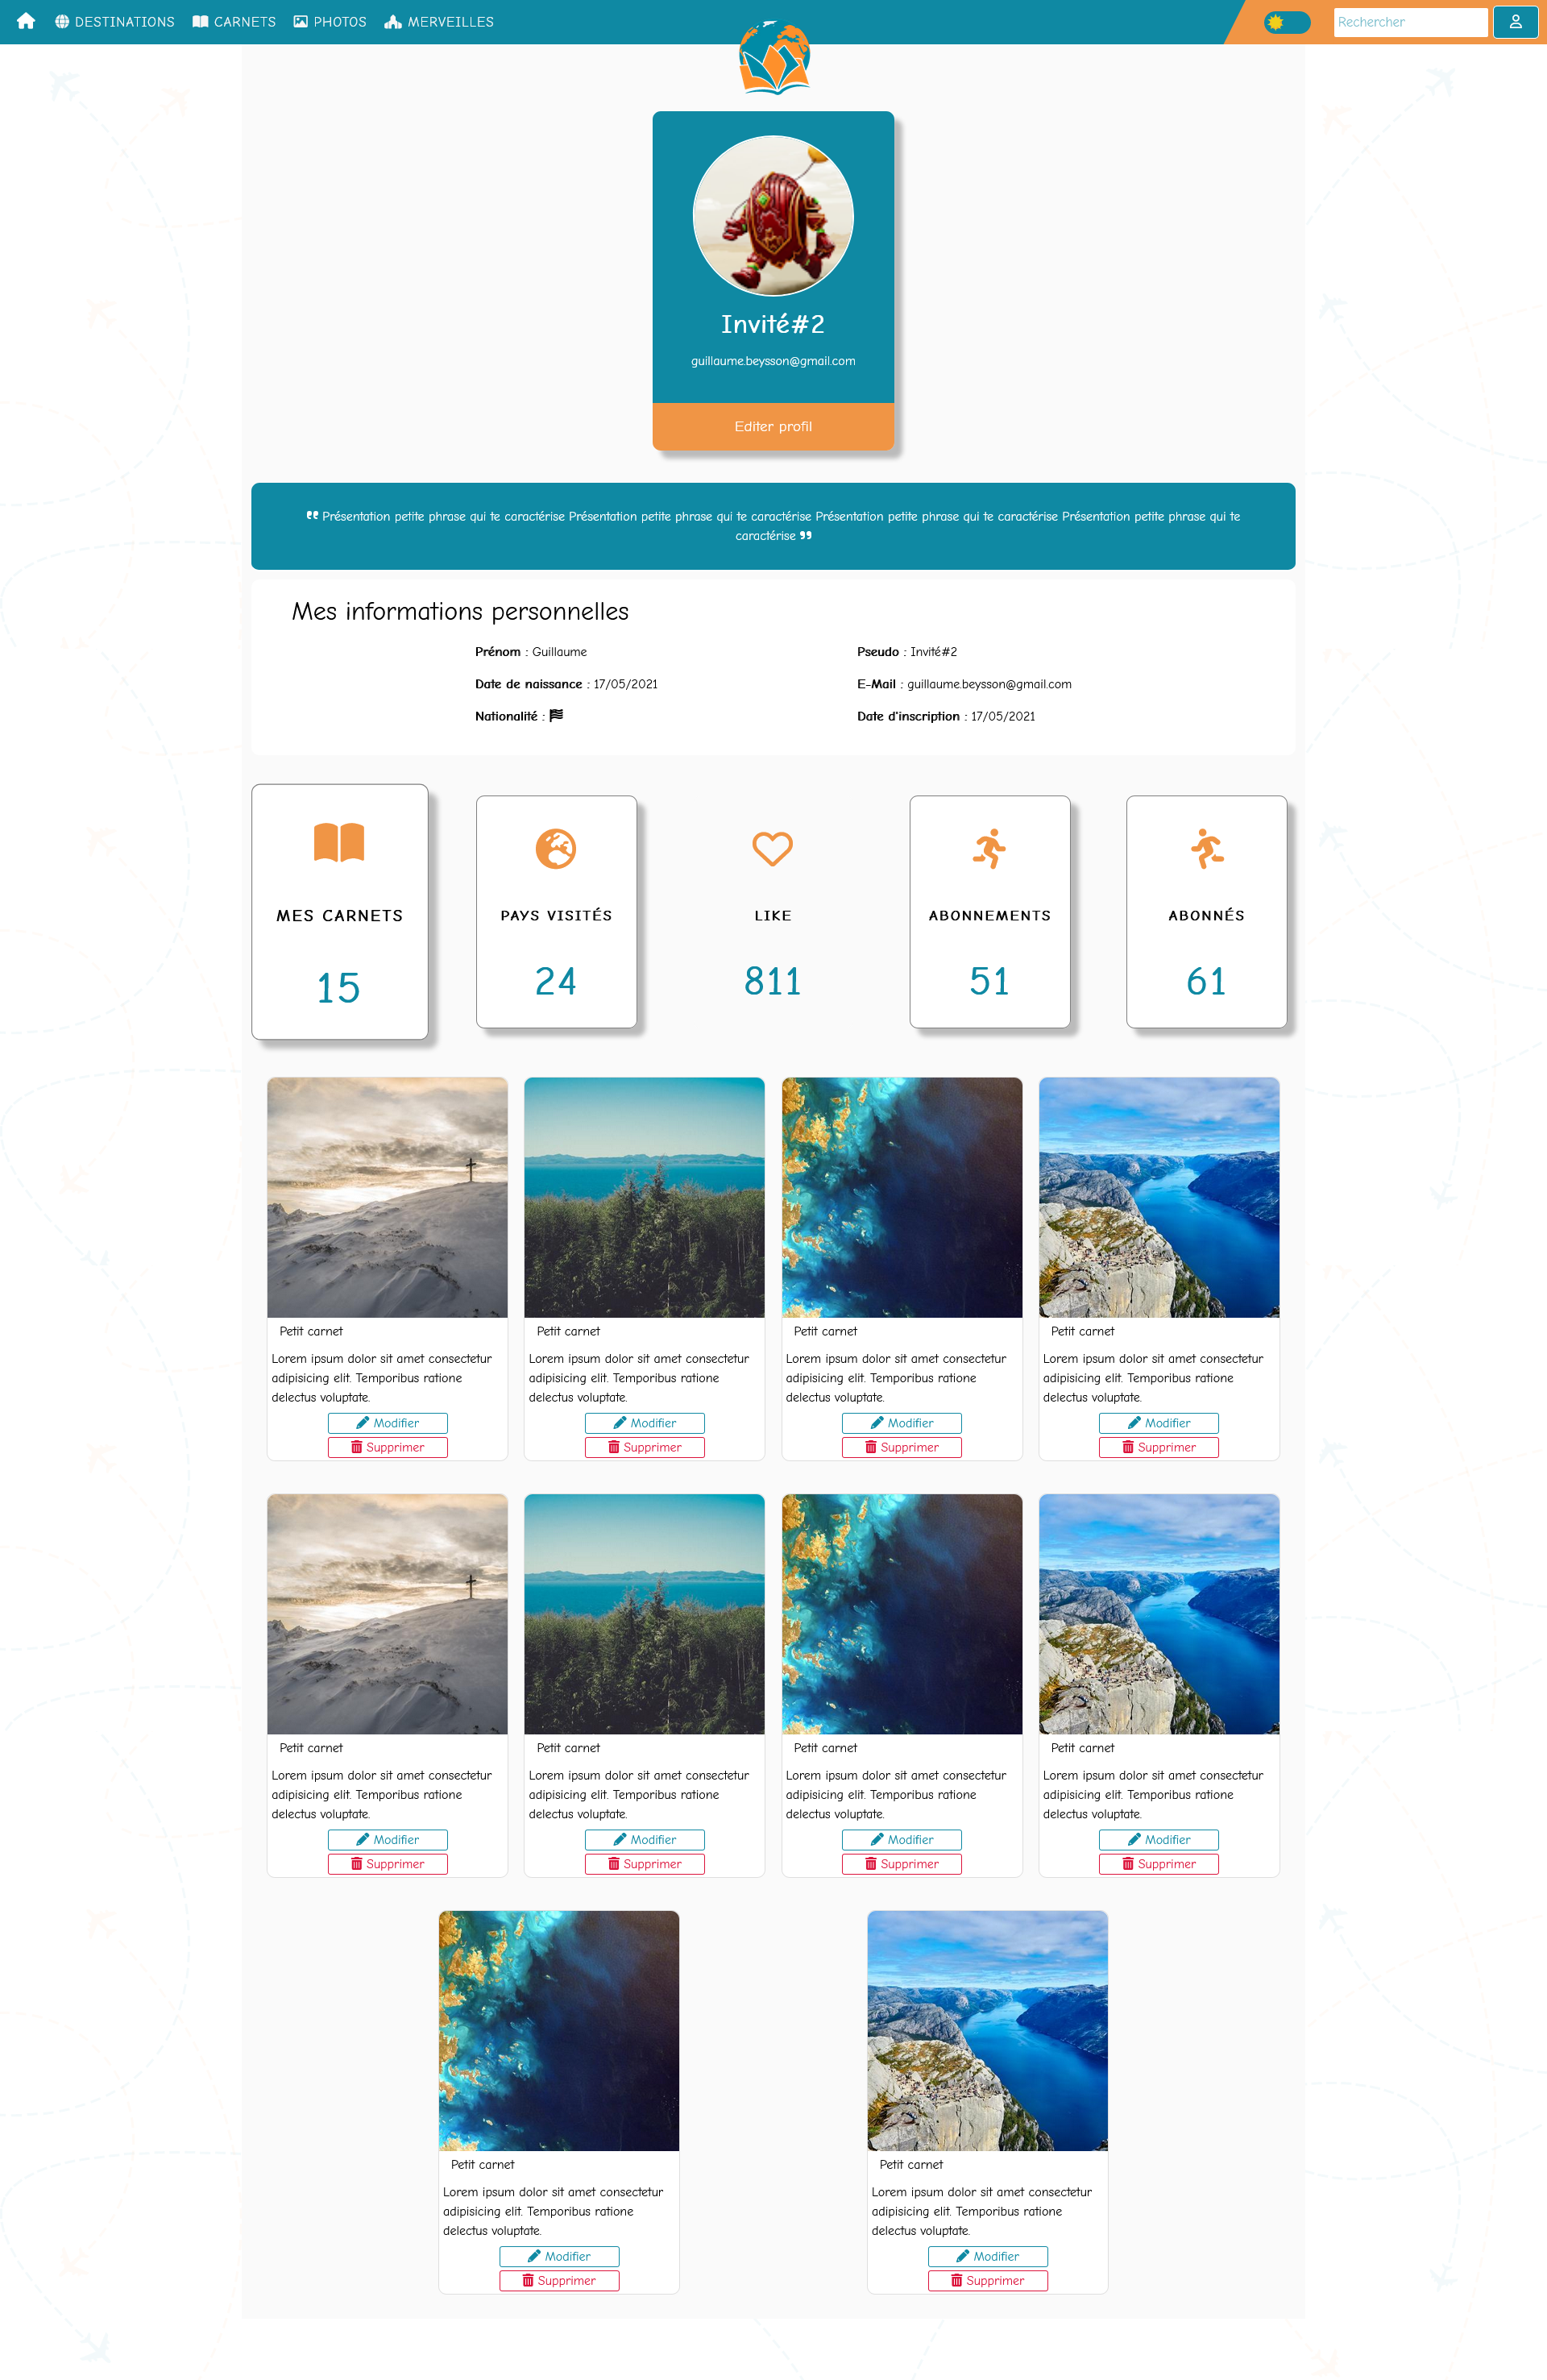 DESTINATIONS CARNETS PHOTOS MERVEILLES Rechercher
Invité#2
guillaume.beysson@gmail.com
Editer profil
Présentation petite phrase qui te caractérise Présentation petite phrase qui te caractérise Présentation petite phrase qui te caractérise Présentation petite phrase qui te
caractérise
Mes informations personnelles
Prénom : Guillaume
Pseudo : Invité#2
Date de naissance : 17/05/2021
E-Mail : guillaume.beysson@gmail.com
Nationalité :
Date d'inscription : 17/05/2021
MES CARNETS
15
PAYS VISITÉS
24
LIKE
811
ABONNEMENTS
51
ABONNÉS
61
Petit carnet
Lorem ipsum dolor sit amet consectetur
adipisicing elit. Temporibus ratione
delectus voluptate.
Modifier
Supprimer
Petit carnet
Lorem ipsum dolor sit amet consectetur
adipisicing elit. Temporibus ratione
delectus voluptate.
Modifier
Supprimer
Petit carnet
Lorem ipsum dolor sit amet consectetur
adipisicing elit. Temporibus ratione
delectus voluptate.
Modifier
Supprimer
Petit carnet
Lorem ipsum dolor sit amet consectetur
adipisicing elit. Temporibus ratione
delectus voluptate.
Modifier
Supprimer
Petit carnet
Lorem ipsum dolor sit amet consectetur
adipisicing elit. Temporibus ratione
delectus voluptate.
Modifier
Supprimer
Petit carnet
Lorem ipsum dolor sit amet consectetur
adipisicing elit. Temporibus ratione
delectus voluptate.
Modifier
Supprimer
Petit carnet
Lorem ipsum dolor sit amet consectetur
adipisicing elit. Temporibus ratione
delectus voluptate.
Modifier
Supprimer
Petit carnet
Lorem ipsum dolor sit amet consectetur
adipisicing elit. Temporibus ratione
delectus voluptate.
Modifier
Supprimer
Petit carnet
Lorem ipsum dolor sit amet consectetur
adipisicing elit. Temporibus ratione
delectus voluptate.
Modifier
Supprimer
Petit carnet
Lorem ipsum dolor sit amet consectetur
adipisicing elit. Temporibus ratione
delectus voluptate.
Modifier
Supprimer